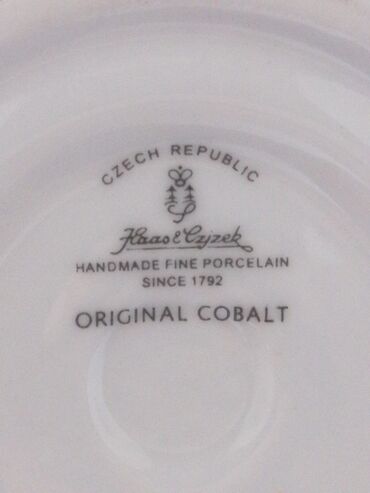 CZECH REPUBLIC
Haas & Czjzek
HANDMADE FINE PORCELAIN
SINCE 1792
ORIGINAL COBALT